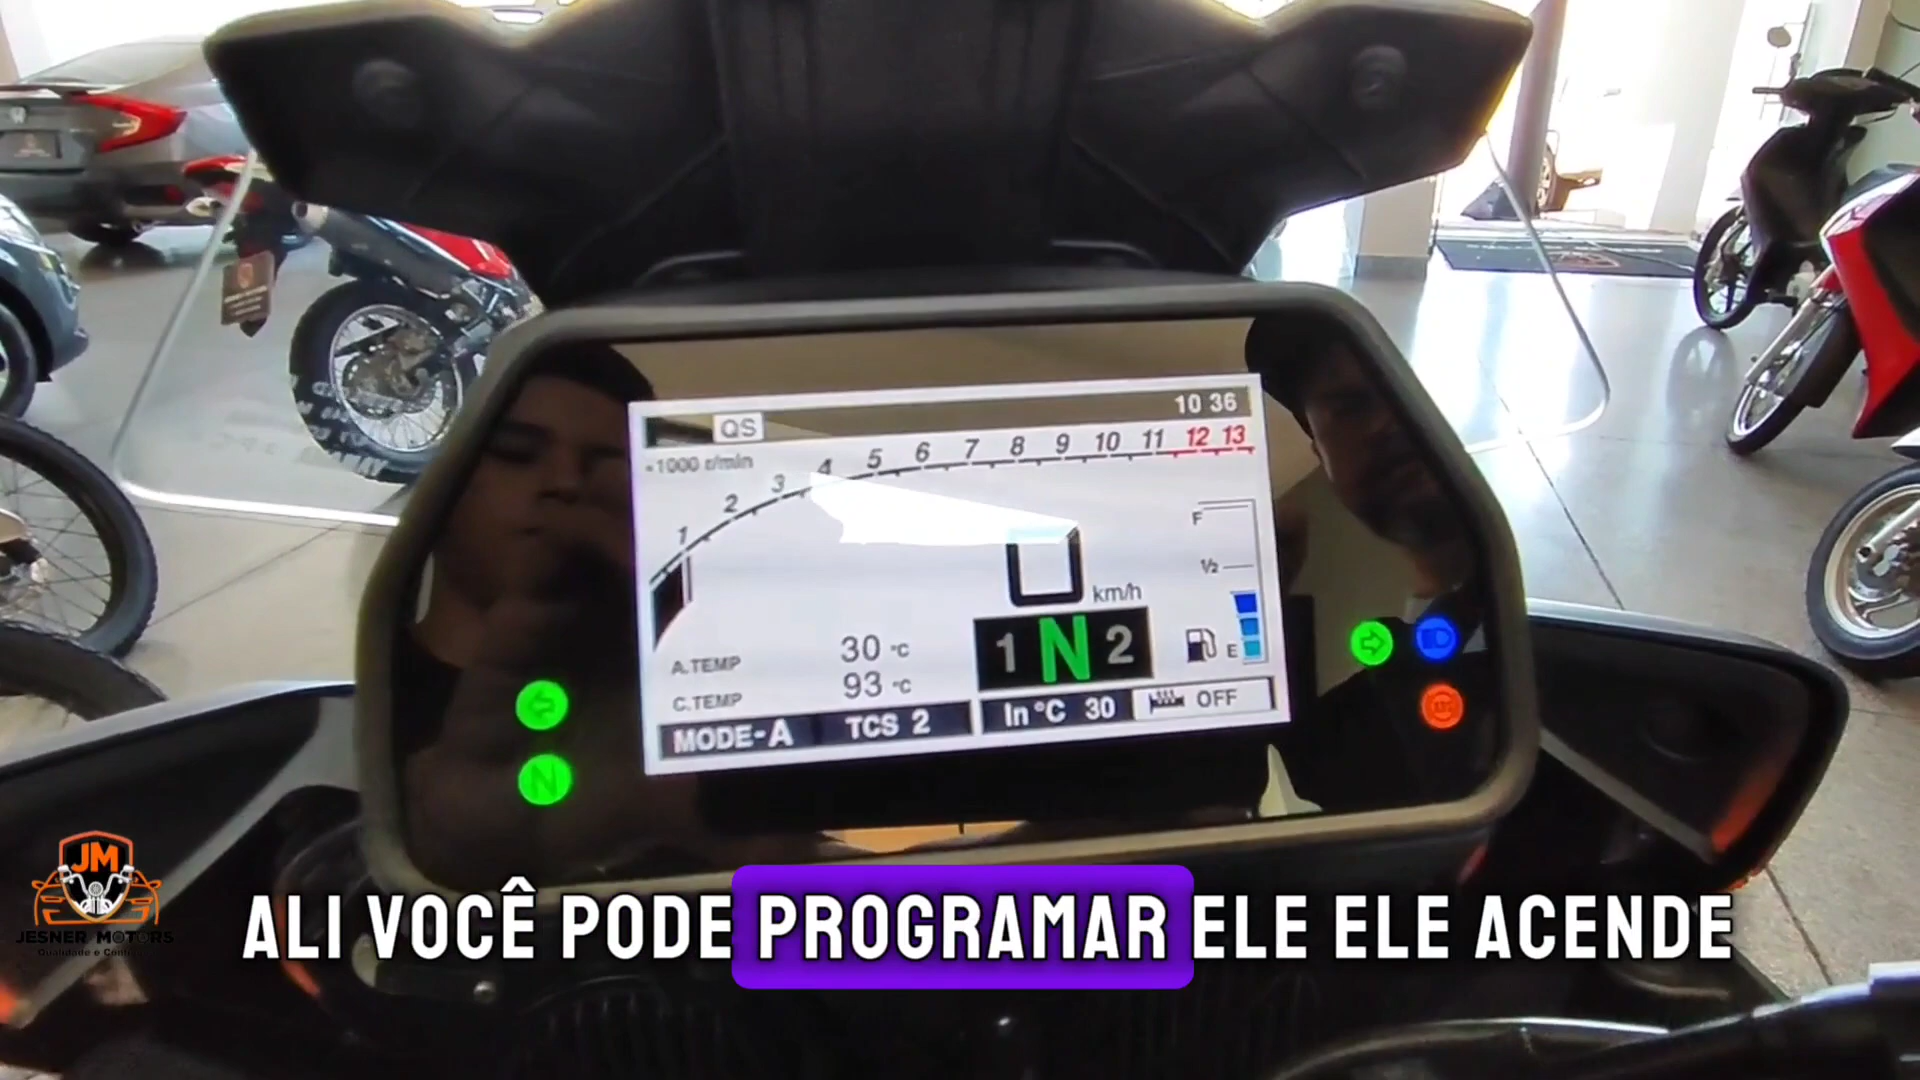 QS
10 36
×1000 r/min
1 2 3 4 5 6 7 8 9 10 11 12 13
F
1/2
E
0 km/h
1 N 2
A.TEMP 30 °C
C.TEMP 93 °C
MODE-A TCS 2 In °C 30 OFF
N
JM
JESNER MOTORS
ALI VOCÊ PODE PROGRAMAR ELE ELE ACENDE